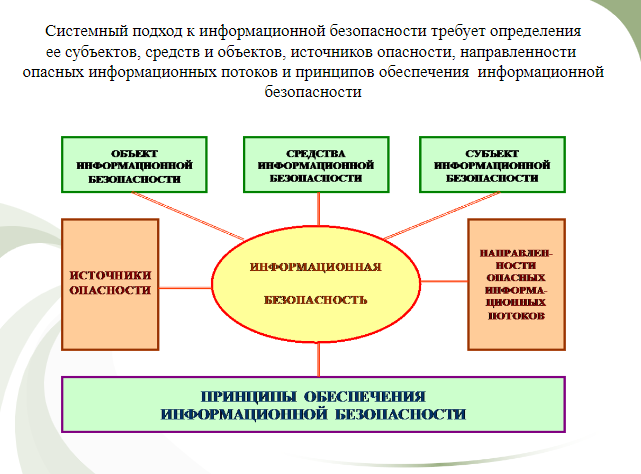 Системный подход к информационной безопасности требует определения
ее субъектов, средств и объектов, источников опасности, направленности
опасных информационных потоков и принципов обеспечения информационной
безопасности
ОБЪЕКТ
ИНФОРМАЦИОННОЙ
БЕЗОПАСНОСТИ
СРЕДСТВА
ИНФОРМАЦИОННОЙ
БЕЗОПАСНОСТИ
СУБЪЕКТ
ИНФОРМАЦИОННОЙ
БЕЗОПАСНОСТИ
ИСТОЧНИКИ
ОПАСНОСТИ
ИНФОРМАЦИОННАЯ
БЕЗОПАСНОСТЬ
НАПРАВЛЕН-
НОСТИ
ОПАСНЫХ
ИНФОРМА-
ЦИОННЫХ
ПОТОКОВ
ПРИНЦИПЫ ОБЕСПЕЧЕНИЯ
ИНФОРМАЦИОННОЙ БЕЗОПАСНОСТИ